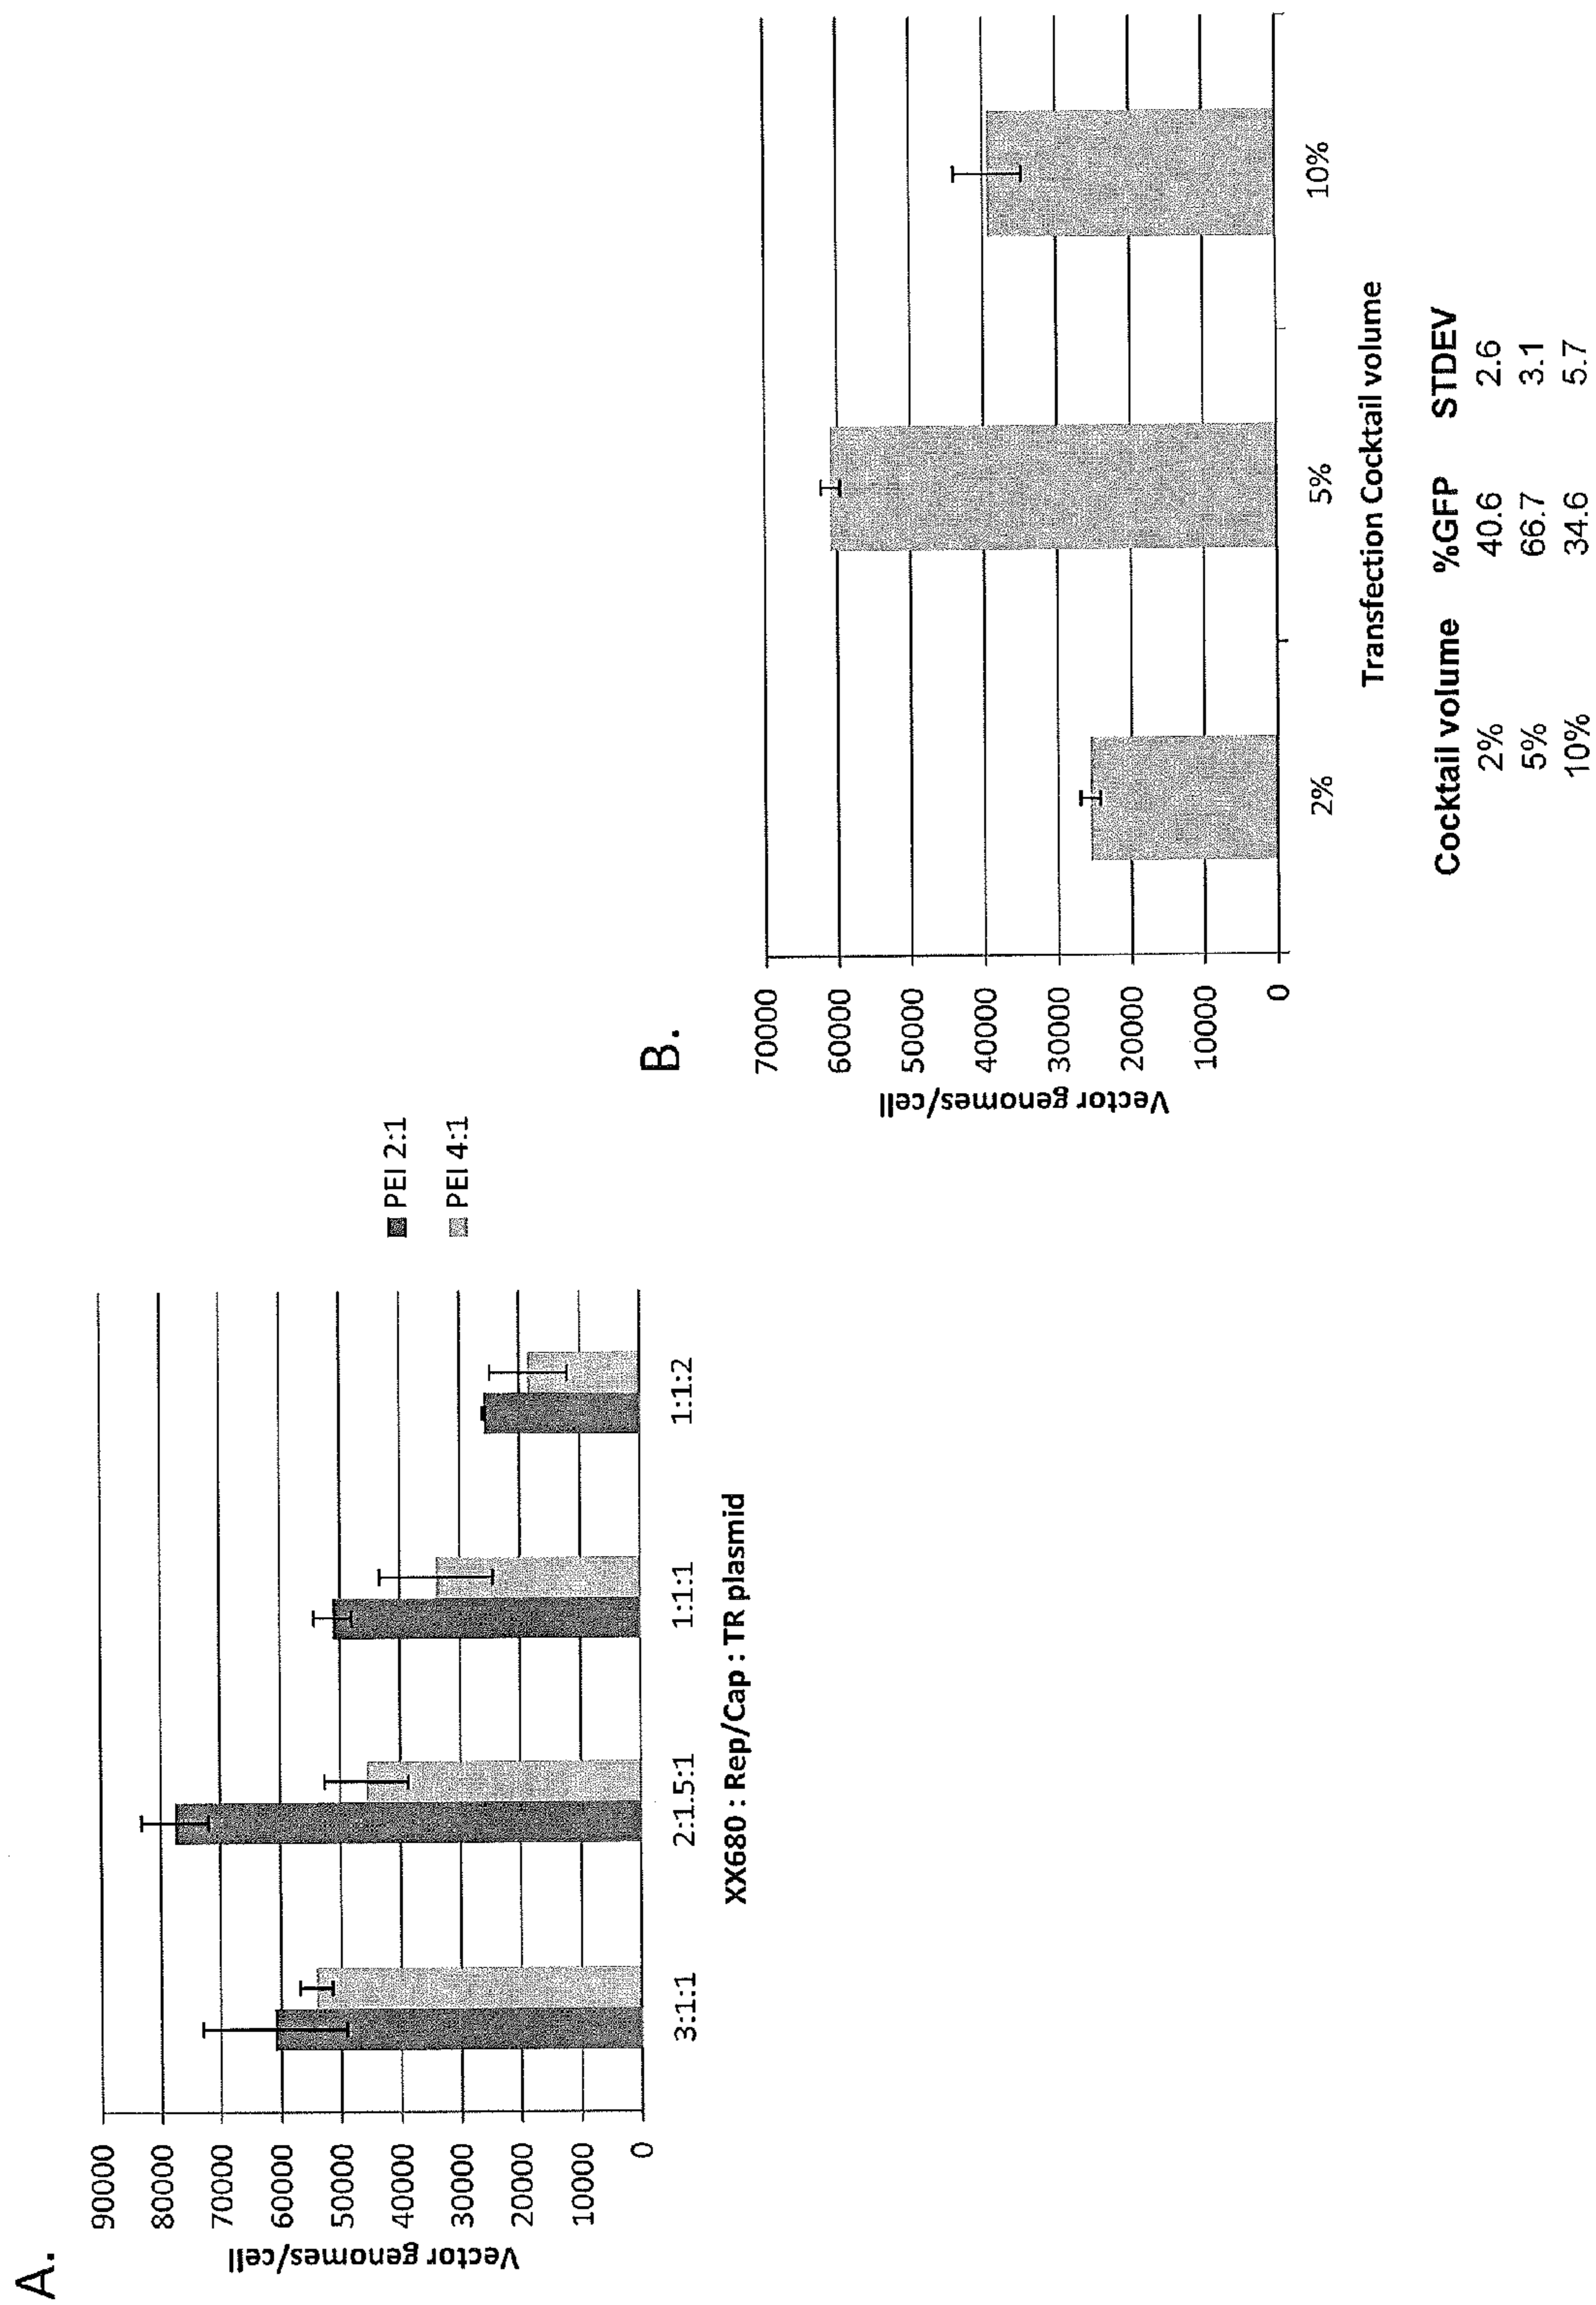 A.
Vector genomes/cell
90000
80000
70000
60000
50000
40000
30000
20000
10000
0
3:1:1
2:1.5:1
1:1:1
1:1:2
XX680 : Rep/Cap : TR plasmid
PEI 2:1
PEI 4:1
B.
Vector genomes/cell
70000
60000
50000
40000
30000
20000
10000
0
2%
5%
10%
Transfection Cocktail volume
Cocktail volume %GFP STDEV
2% 40.6 2.6
5% 66.7 3.1
10% 34.6 5.7